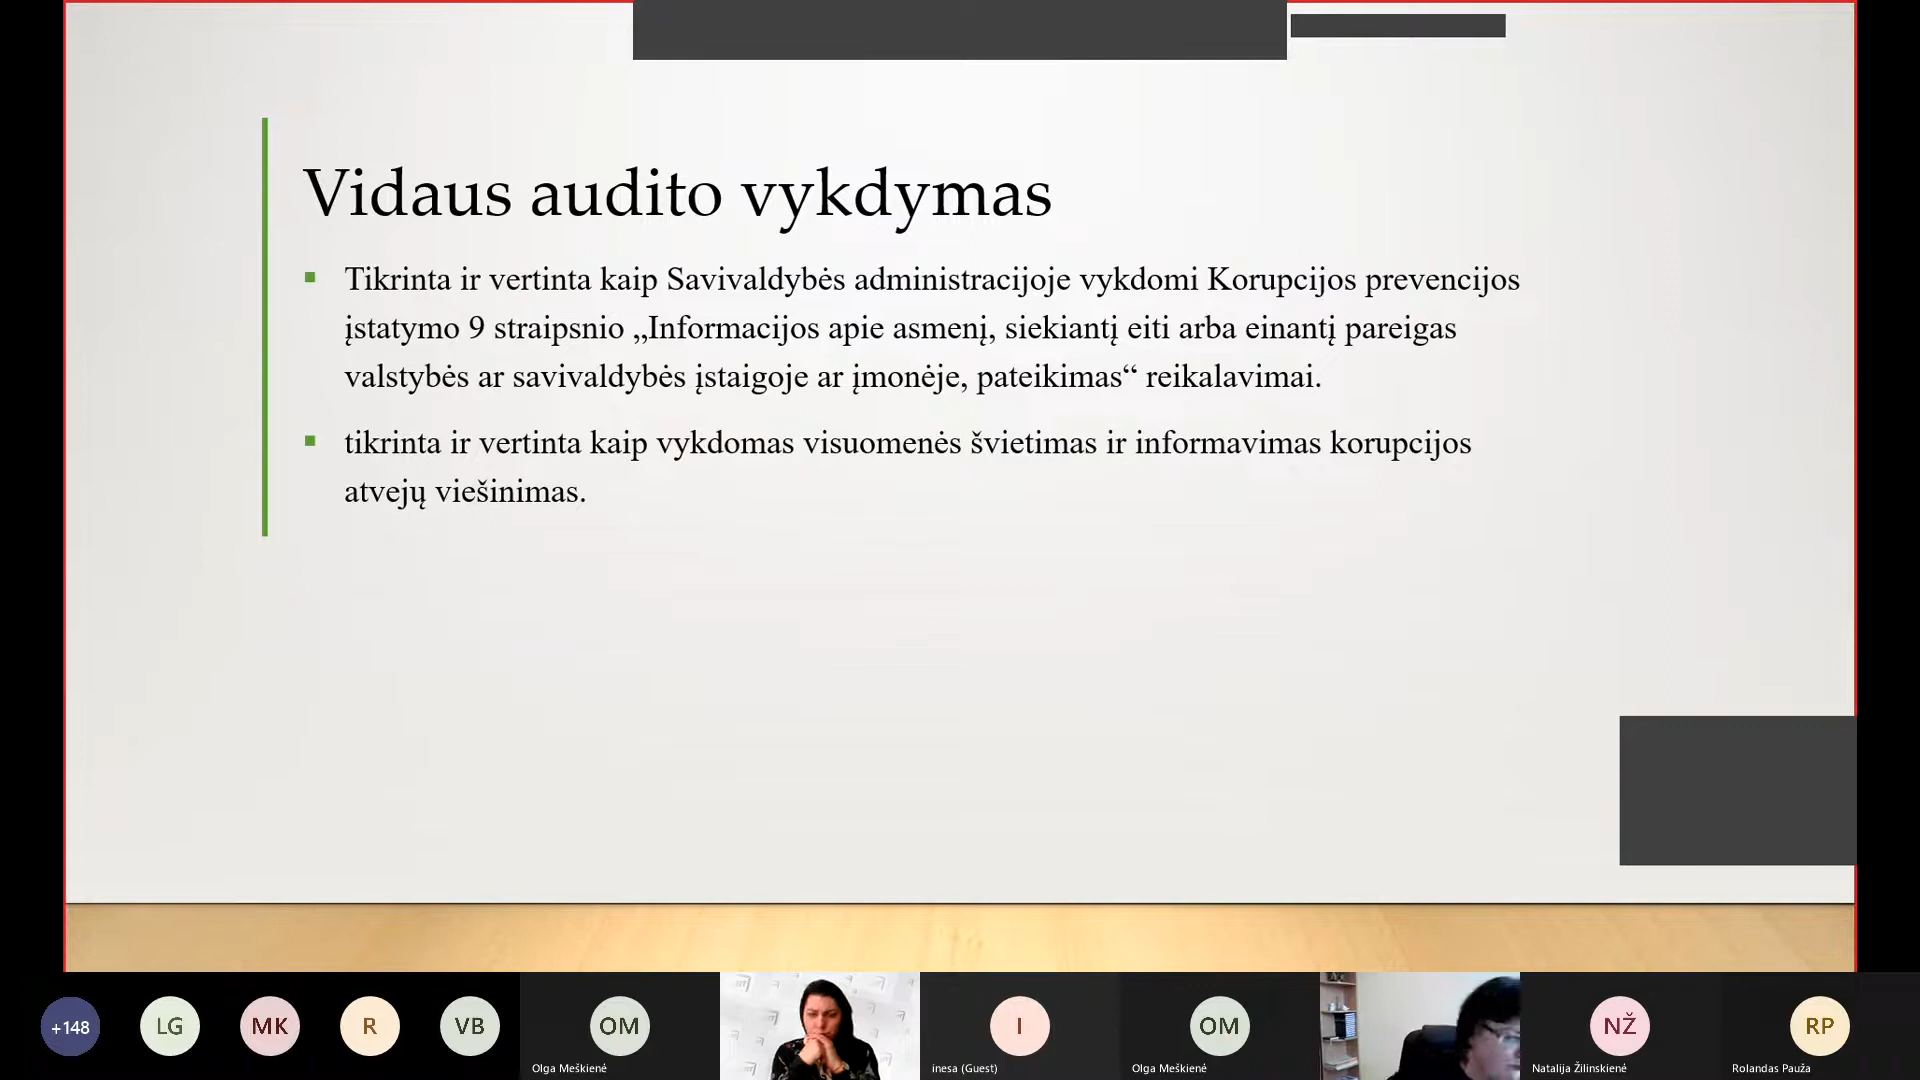 Vidaus audito vykdymas
Tikrinta ir vertinta kaip Savivaldybės administracijoje vykdomi Korupcijos prevencijos
įstatymo 9 straipsnio „Informacijos apie asmenį, siekiantį eiti arba einantį pareigas
valstybės ar savivaldybės įstaigoje ar įmonėje, pateikimas“ reikalavimai.
tikrinta ir vertinta kaip vykdomas visuomenės švietimas ir informavimas korupcijos
atvejų viešinimas.
+148 LG MK R VB OM I OM NŽ RP
Olga Meškienė inesa (Guest) Olga Meškienė Natalija Žilinskienė Rolandas Pauža